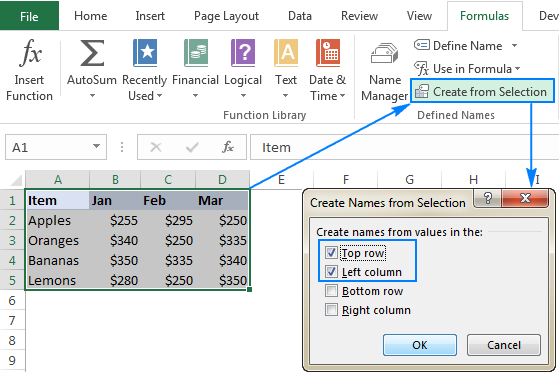 File Home Insert Page Layout Data Review View Formulas Dev
fx Σ ? θ
Insert Function
AutoSum
Recently Used
Financial
Logical
Text
Date & Time
Function Library
Name Manager
Define Name
fx Use in Formula
Create from Selection
Defined Names
A1 fx Item
A B C D E F G H I
1 Item Jan Feb Mar
2 Apples $255 $295 $250
3 Oranges $340 $250 $335
4 Bananas $350 $335 $340
5 Lemons $280 $250 $350
6
7
8
9
Create Names from Selection ? X
Create names from values in the:
Top row
Left column
Bottom row
Right column
OK Cancel